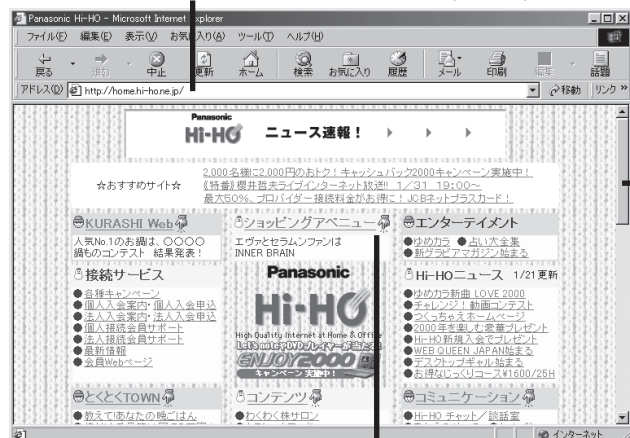 Panasonic Hi-HO - Microsoft Internet Explorer
ファイル(F) 編集(E) 表示(V) お気に入り(A) ツール(T) ヘルプ(H)
戻る 進む 中止 更新 ホーム 検索 お気に入り 履歴 メール 印刷 編集 話題
アドレス(D) http://home.hi-ho.ne.jp/ 移動 リンク »
Panasonic
Hi-HO ニュース速報!
☆おすすめサイト☆
2,000名様に2,000円のおトク!キャッシュバック2000キャンペーン実施中!
《特番》櫻井哲夫ライブインターネット放送!! 1/31 19:00~
最大50%、プロバイダー接続料金がお得に!JCBネットプラスカード!
KURASHI Web
人気No.1のお鍋は、〇〇〇〇
鍋ものコンテスト 結果発表!
接続サービス
●各種キャンペーン
●個人入会案内・個人入会申込
●法人入会案内・法人入会申込
●個人接続会員サポート
●法人接続会員サポート
●最新情報
●会員Webページ
とくとくTOWN
●教えて!あなたの晩ごはん
ショッピングアベニュー
エヴァとセラムンファンは
INNER BRAIN
Panasonic
Hi-HO
High Quality Internet at Home & Office
Let's noteやDVDプレイヤーが当たる
ENJOY2000
キャンペーン実施中!
コンテンツ
●わくわく株サロン
エンターテイメント
●ゆめカラ ●占い大全集
●新グラビアマガジン始まる
Hi-HOニュース 1/21更新
●ゆめカラ新曲 LOVE 2000
●チャレンジ!動画コンテスト
●つくっちゃえホームページ
●2000年を楽しむ豪華プレゼント
●Hi-HO新規入会でプレゼント
●WEB QUEEN JAPAN始まる
●デスクトップギャル始まる
●お得なじっくりコース¥1600/25H
コミュニケーション
●Hi-HO チャット/談話室
インターネット